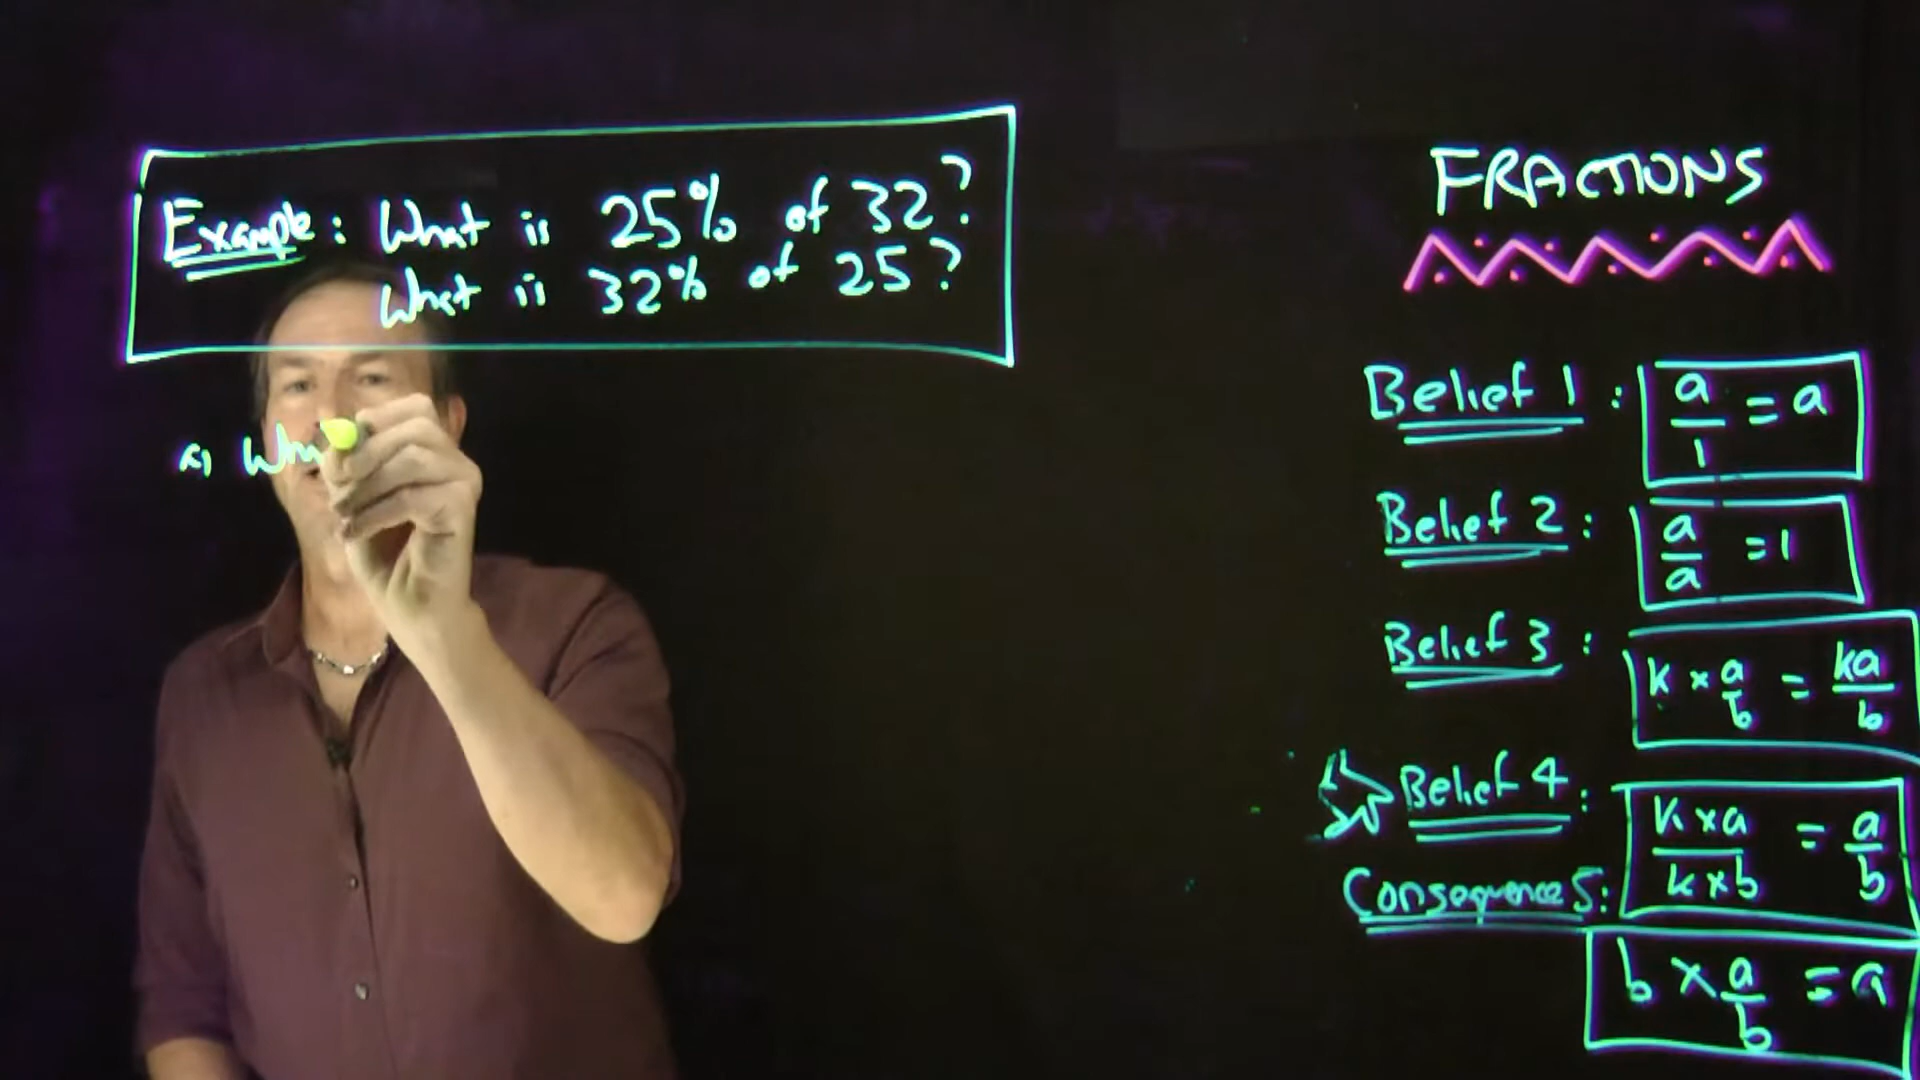 Example: What is 25% of 32?
What is 32% of 25?
a) Wha
FRACTIONS
Belief 1 : a/1 = a
Belief 2 : a/a = 1
Belief 3 : k × a/b = ka/b
Belief 4 : k × a / k × b = a/b
Consequence 5: b × a/b = a